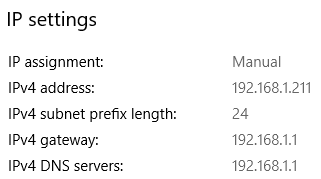 IP settings
IP assignment: Manual
IPv4 address: 192.168.1.211
IPv4 subnet prefix length: 24
IPv4 gateway: 192.168.1.1
IPv4 DNS servers: 192.168.1.1